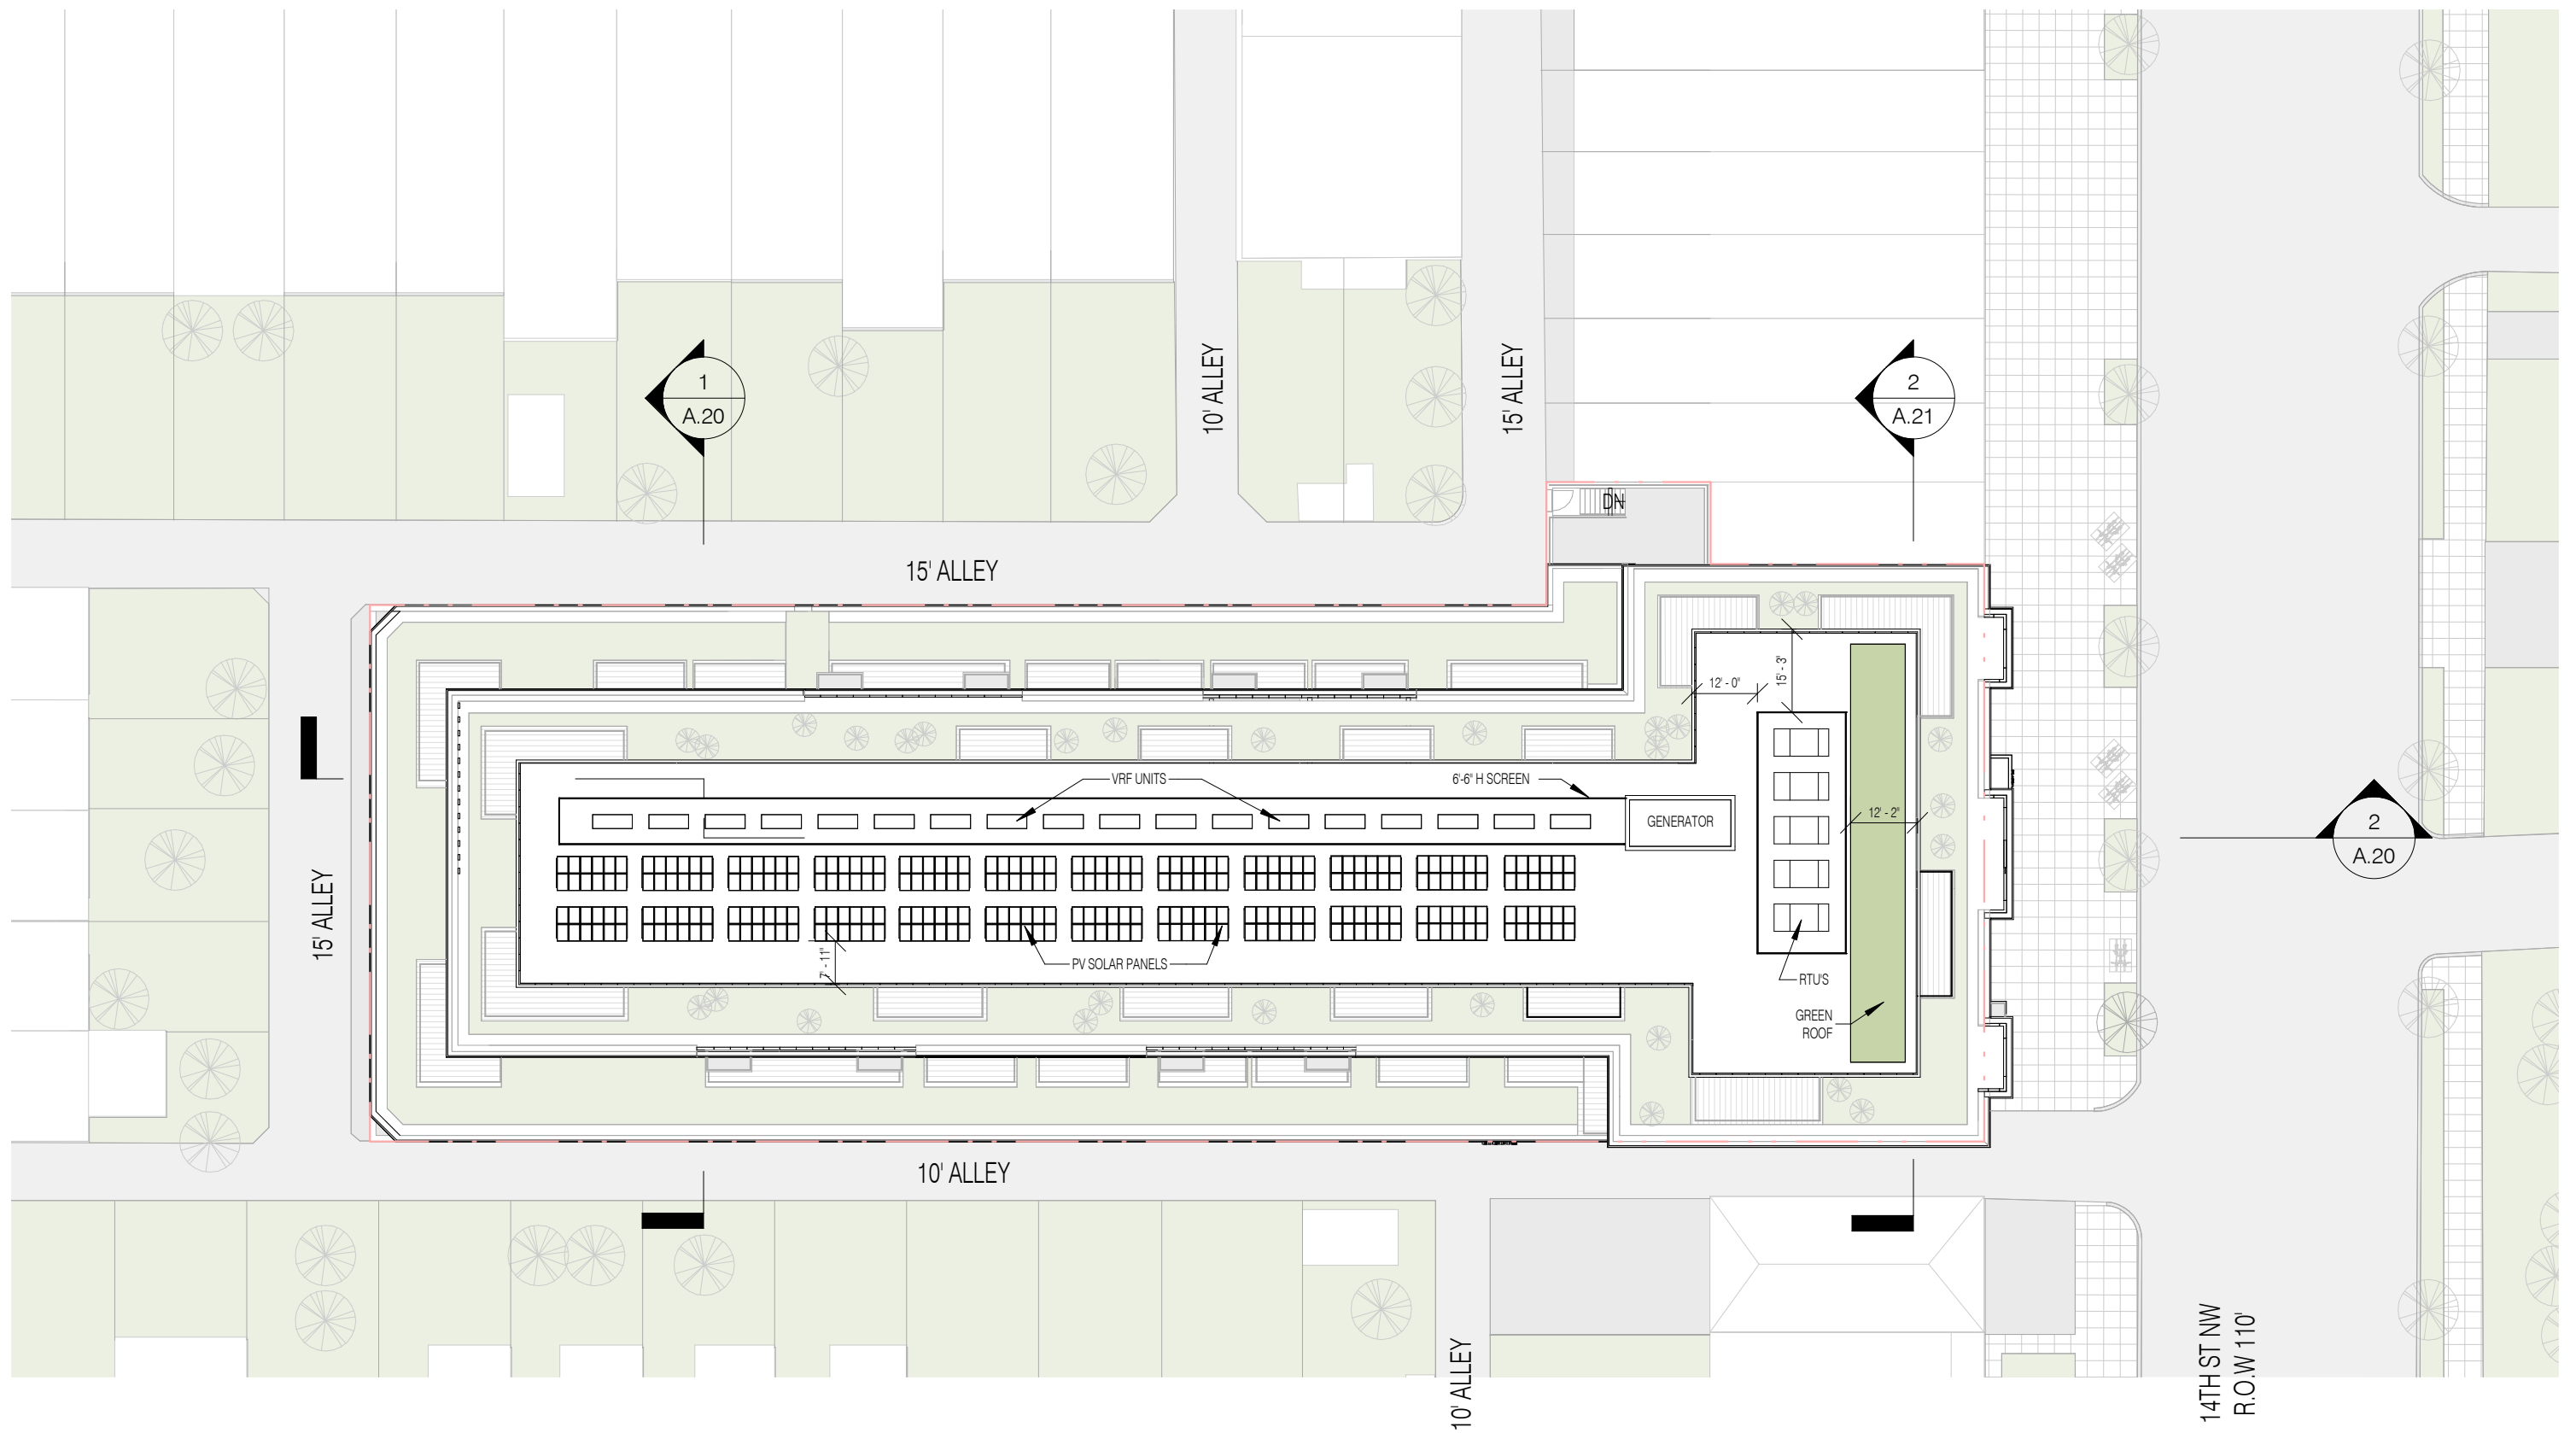 10' ALLEY
15' ALLEY
1
A.20
2
A.21
DN
15' ALLEY
15' - 3"
12' - 0"
VRF UNITS
6'-6" H SCREEN
GENERATOR
12' - 2"
2
A.20
15' ALLEY
7' - 11"
PV SOLAR PANELS
RTU'S
GREEN
ROOF
10' ALLEY
10' ALLEY
14TH ST NW
R.O.W 110'